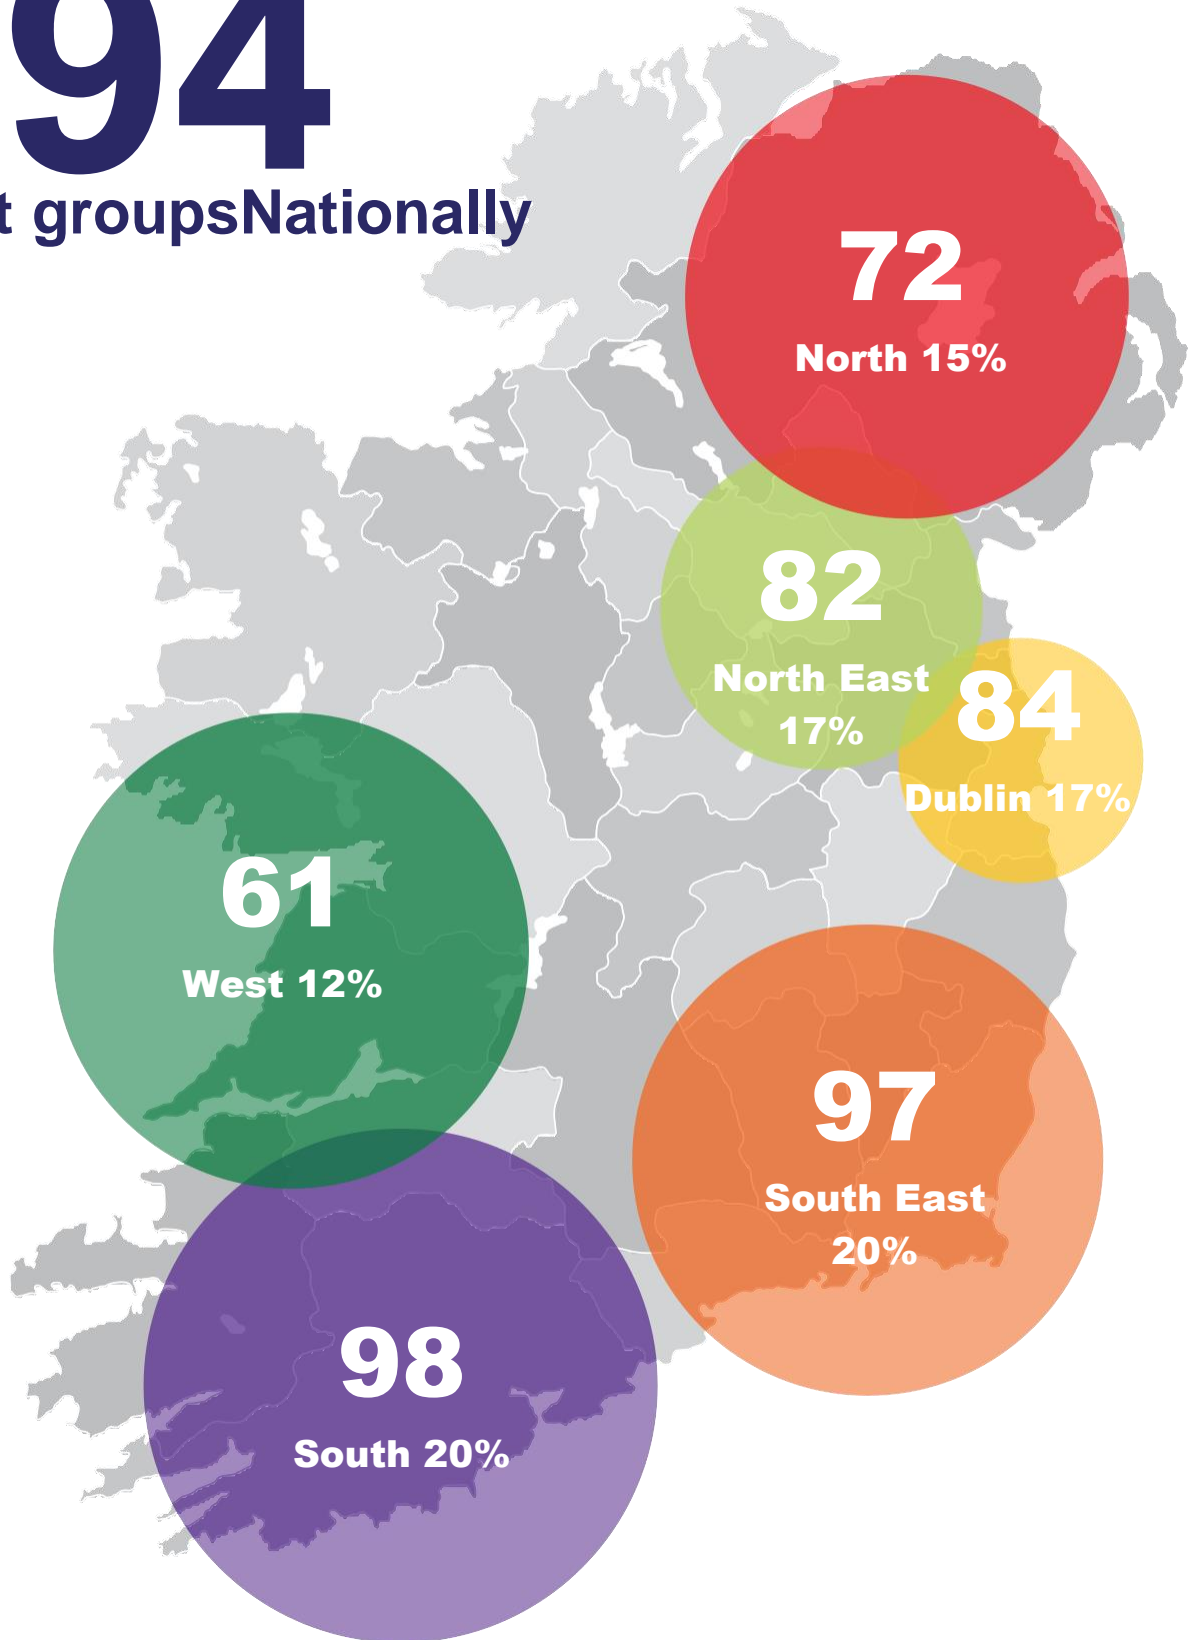 94
t groupsNationally
72
North 15%
82
North East
17%
84
Dublin 17%
61
West 12%
97
South East
20%
98
South 20%